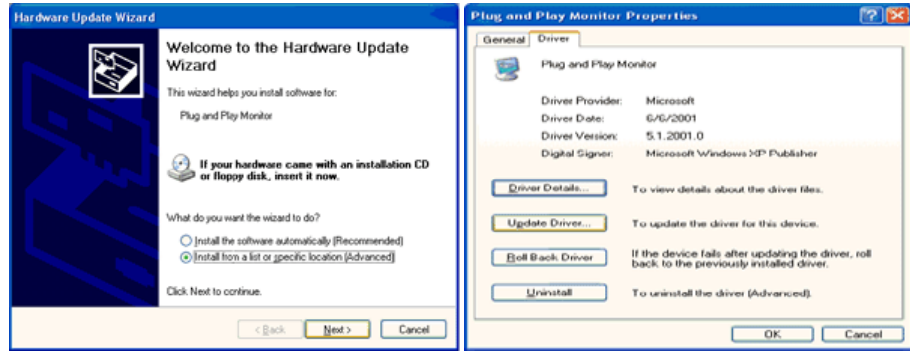 Hardware Update Wizard
Welcome to the Hardware Update
Wizard
This wizard helps you install software for:
Plug and Play Monitor
If your hardware came with an installation CD
or floppy disk, insert it now.
What do you want the wizard to do?
Install the software automatically (Recommended)
Install from a list or specific location (Advanced)
Click Next to continue.
< Back
Next >
Cancel
Plug and Play Monitor Properties
General
Driver
Plug and Play Monitor
Driver Provider: Microsoft
Driver Date: 6/6/2001
Driver Version: 5.1.2001.0
Digital Signer: Microsoft Windows XP Publisher
Driver Details... To view details about the driver files.
Update Driver... To update the driver for this device.
Roll Back Driver If the device fails after updating the driver, roll
back to the previously installed driver.
Uninstall To uninstall the driver (Advanced).
OK
Cancel